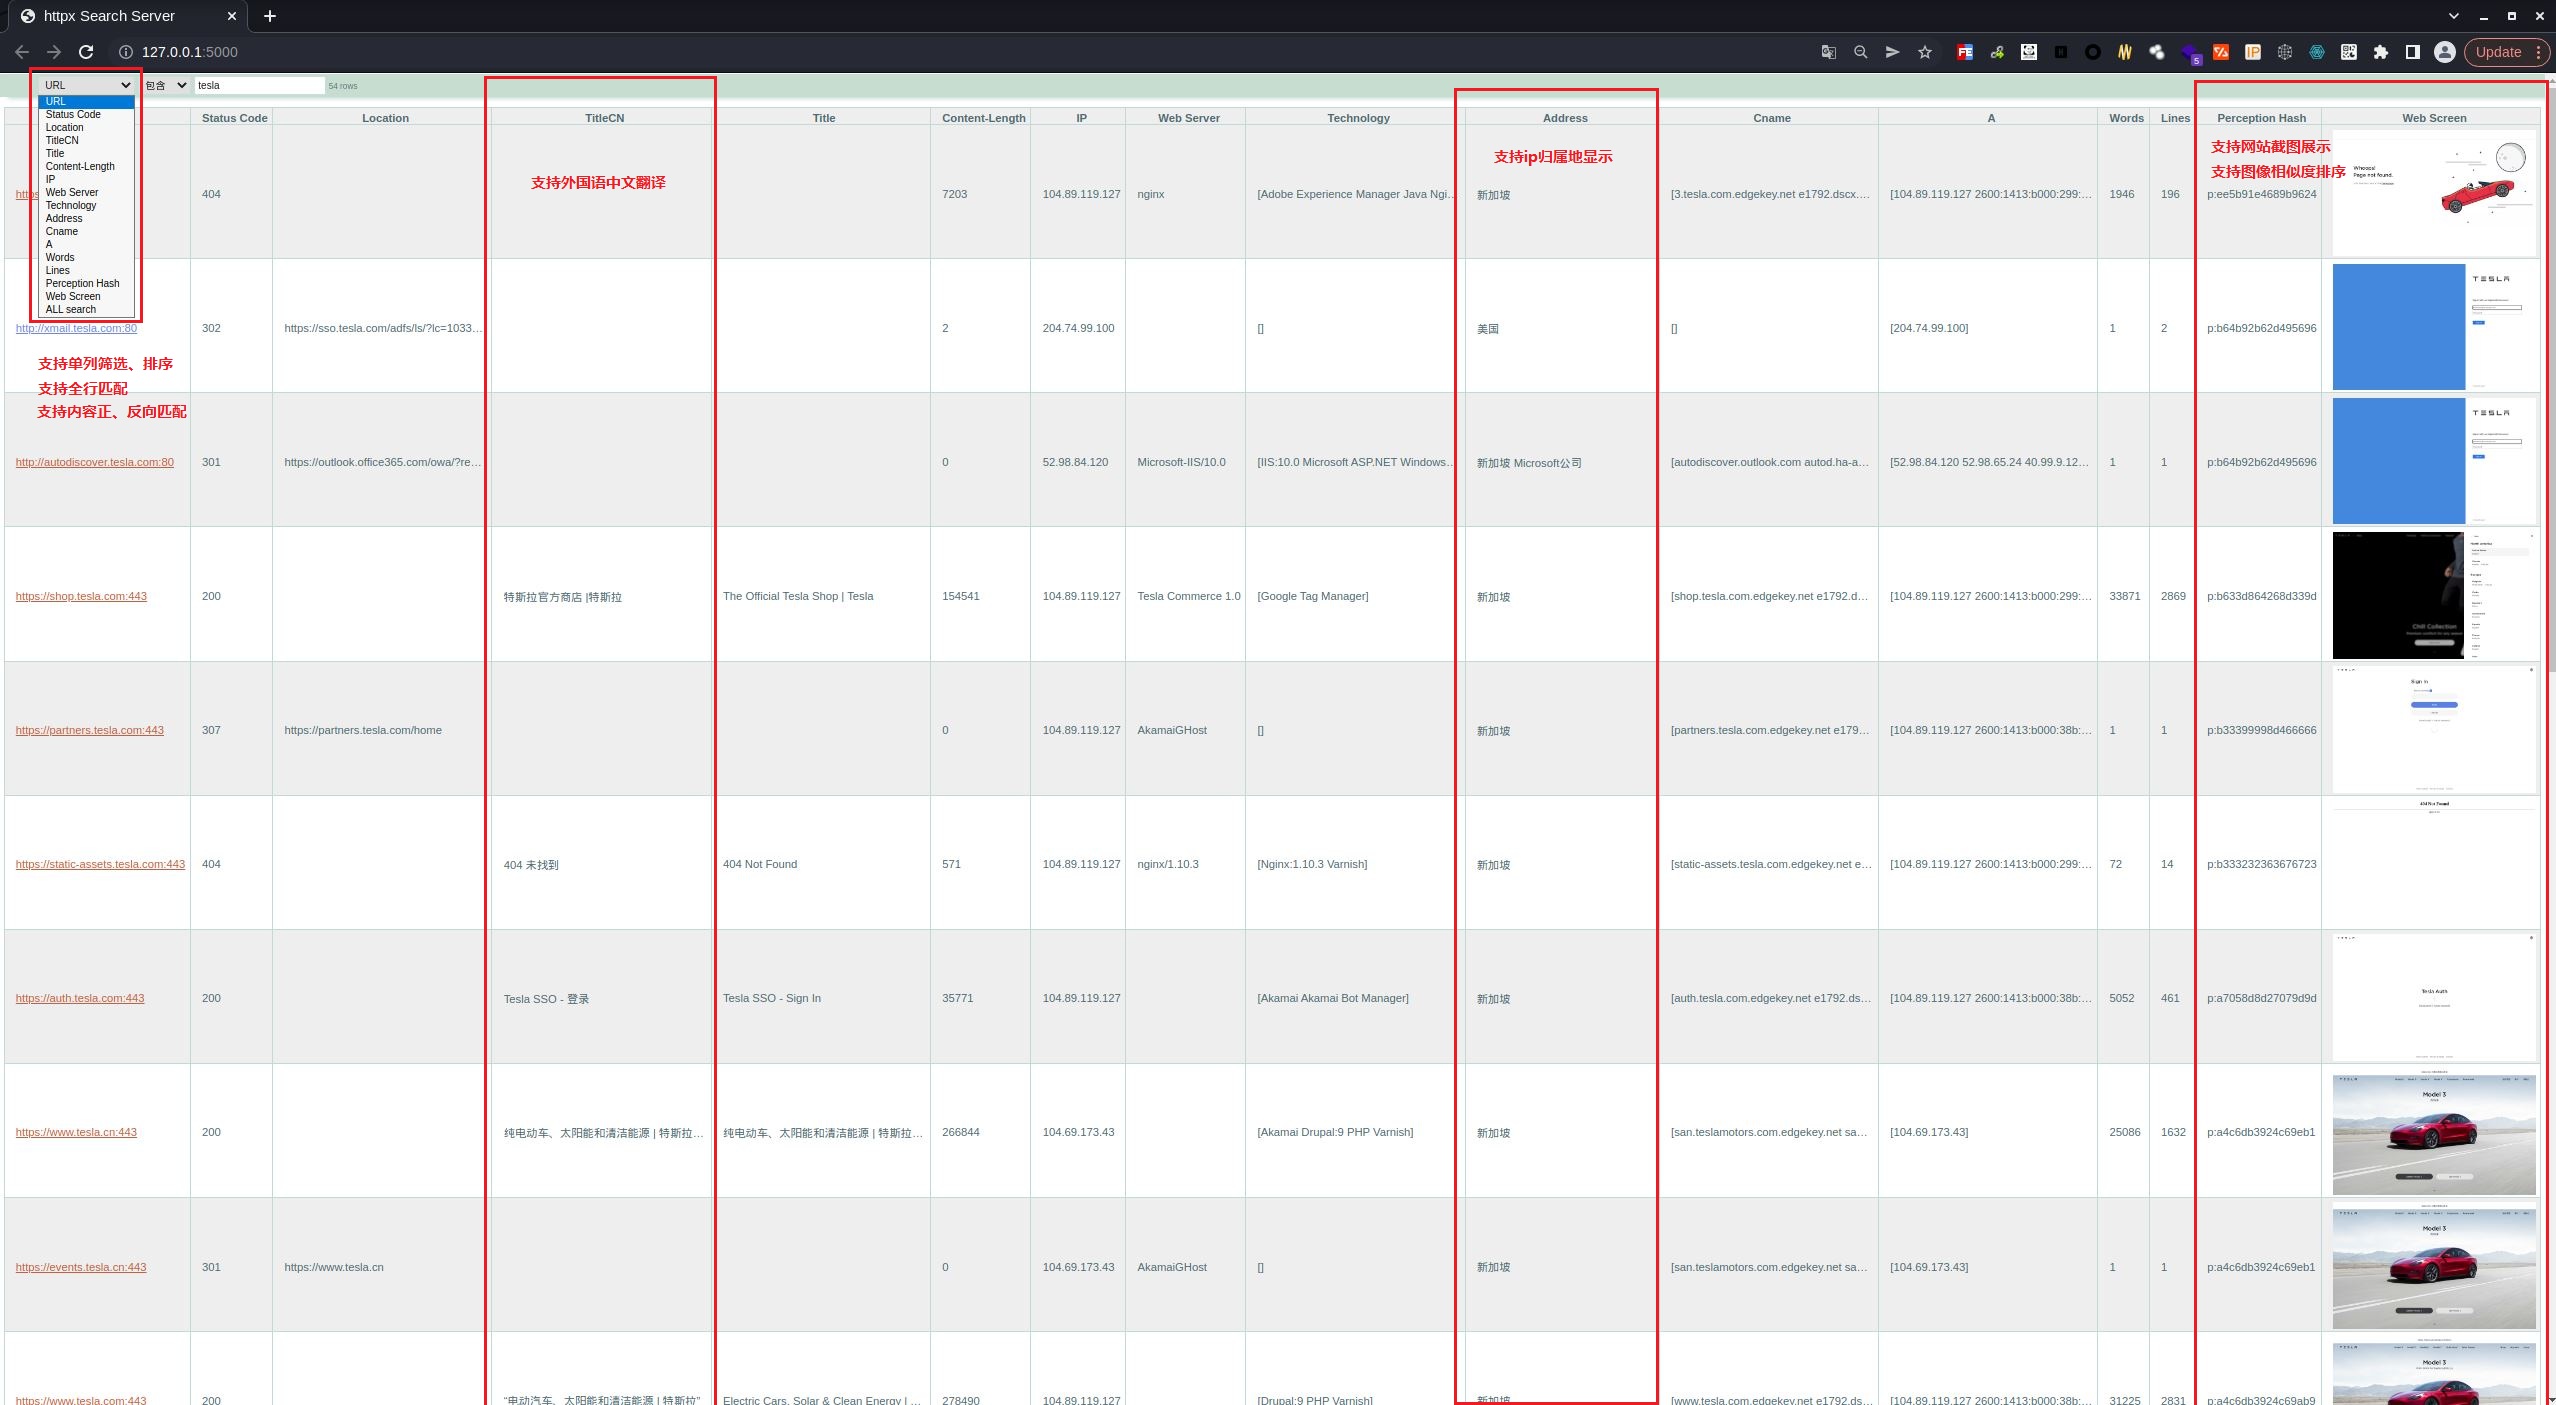 httpx Search Server
127.0.0.1:5000
5
Update
URL 包含 tesla 54 rows
URL
Status Code
Location
TitleCN
Title
Content-Length
IP
Web Server
Technology
Address
Cname
A
Words
Lines
Perception Hash
Web Screen
ALL search
支持单列筛选、排序
支持全行匹配
支持内容正、反向匹配
支持外国语中文翻译
支持ip归属地显示
支持网站截图展示
支持图像相似度排序
Status Code Location TitleCN Title Content-Length IP Web Server Technology Address Cname A Words Lines Perception Hash Web Screen
https 404 7203 104.89.119.127 nginx [Adobe Experience Manager Java Ngi… 新加坡 [3.tesla.com.edgekey.net e1792.dscx.… [104.89.119.127 2600:1413:b000:299:… 1946 196 p:ee5b91e4689b9624
Whoops!
Page not found.
http://xmail.tesla.com:80 302 https://sso.tesla.com/adfs/ls/?lc=1033… 2 204.74.99.100 [] 美国 [] [204.74.99.100] 1 2 p:b64b92b62d495696
TESLA
http://autodiscover.tesla.com:80 301 https://outlook.office365.com/owa/?re… 0 52.98.84.120 Microsoft-IIS/10.0 [IIS:10.0 Microsoft ASP.NET Windows… 新加坡 Microsoft公司 [autodiscover.outlook.com autod.ha-a… [52.98.84.120 52.98.65.24 40.99.9.12… 1 1 p:b64b92b62d495696
TESLA
https://shop.tesla.com:443 200 特斯拉官方商店 |特斯拉 The Official Tesla Shop | Tesla 154541 104.89.119.127 Tesla Commerce 1.0 [Google Tag Manager] 新加坡 [shop.tesla.com.edgekey.net e1792.d… [104.89.119.127 2600:1413:b000:299:… 33871 2869 p:b633d864268d339d
Chill Collection
https://partners.tesla.com:443 307 https://partners.tesla.com/home 0 104.89.119.127 AkamaiGHost [] 新加坡 [partners.tesla.com.edgekey.net e179… [104.89.119.127 2600:1413:b000:38b:… 1 1 p:b33399998d466666
Sign In
https://static-assets.tesla.com:443 404 404 未找到 404 Not Found 571 104.89.119.127 nginx/1.10.3 [Nginx:1.10.3 Varnish] 新加坡 [static-assets.tesla.com.edgekey.net e… [104.89.119.127 2600:1413:b000:299:… 72 14 p:b333232363676723
404 Not Found
https://auth.tesla.com:443 200 Tesla SSO - 登录 Tesla SSO - Sign In 35771 104.89.119.127 [Akamai Akamai Bot Manager] 新加坡 [auth.tesla.com.edgekey.net e1792.ds… [104.89.119.127 2600:1413:b000:38b:… 5052 461 p:a7058d8d27079d9d
Tesla Auth
https://www.tesla.cn:443 200 纯电动车、太阳能和清洁能源 | 特斯拉… 纯电动车、太阳能和清洁能源 | 特斯拉… 266844 104.69.173.43 [Akamai Drupal:9 PHP Varnish] 新加坡 [san.teslamotors.com.edgekey.net sa… [104.69.173.43] 25086 1632 p:a4c6db3924c69eb1
Model 3
https://events.tesla.cn:443 301 https://www.tesla.cn 0 104.69.173.43 AkamaiGHost [] 新加坡 [san.teslamotors.com.edgekey.net sa… [104.69.173.43] 1 1 p:a4c6db3924c69eb1
Model 3
https://www.tesla.com:443 200 “电动汽车、太阳能和清洁能源 | 特斯拉” Electric Cars, Solar & Clean Energy | … 278490 104.89.119.127 [Drupal:9 PHP Varnish] 新加坡 [www.tesla.com.edgekey.net e1792.ds… [104.89.119.127 2600:1413:b000:38b:… 31225 2831 p:a4c6db3924c69ab9
Model 3